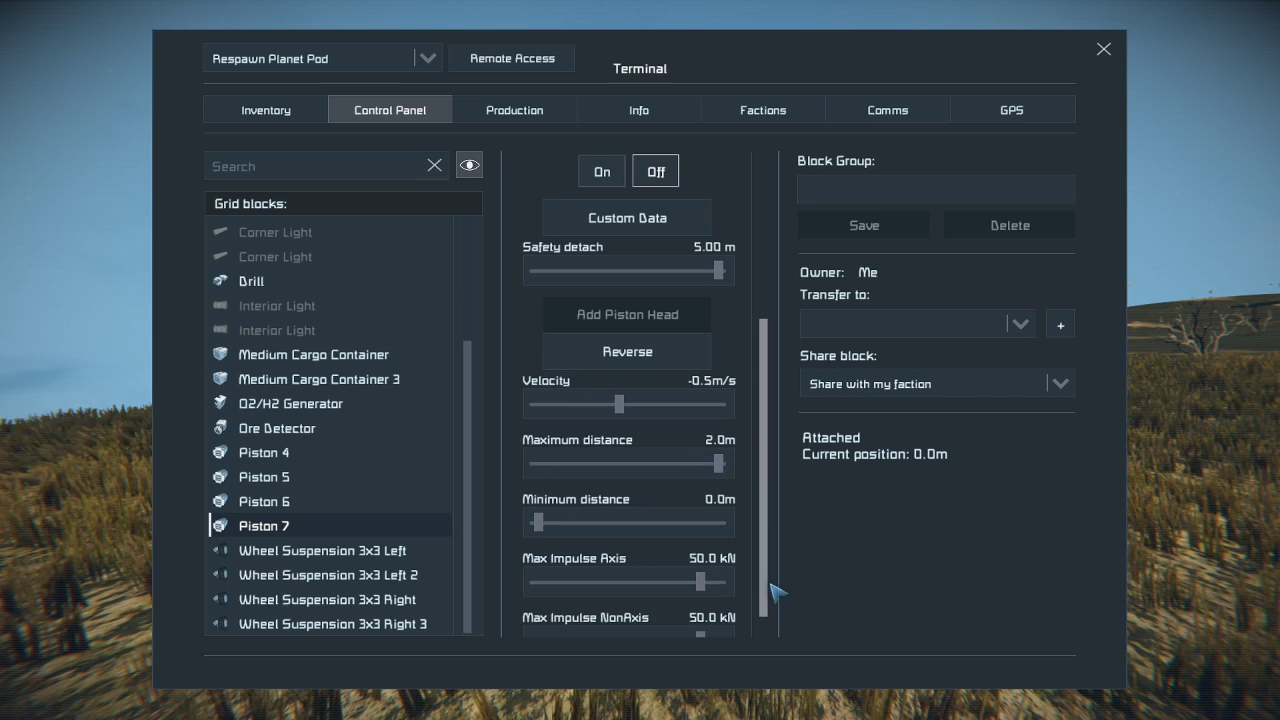 Respawn Planet Pod
Remote Access
Terminal
Inventory
Control Panel
Production
Info
Factions
Comms
GPS
Search
Grid blocks:
Corner Light
Corner Light
Drill
Interior Light
Interior Light
Medium Cargo Container
Medium Cargo Container 3
O2/H2 Generator
Ore Detector
Piston 4
Piston 5
Piston 6
Piston 7
Wheel Suspension 3x3 Left
Wheel Suspension 3x3 Left 2
Wheel Suspension 3x3 Right
Wheel Suspension 3x3 Right 3
On
Off
Custom Data
Safety detach 5.00 m
Add Piston Head
Reverse
Velocity -0.5m/s
Maximum distance 2.0m
Minimum distance 0.0m
Max Impulse Axis 50.0 kN
Max Impulse NonAxis 50.0 kN
Block Group:
Save
Delete
Owner: Me
Transfer to:
+
Share block:
Share with my faction
Attached
Current position: 0.0m